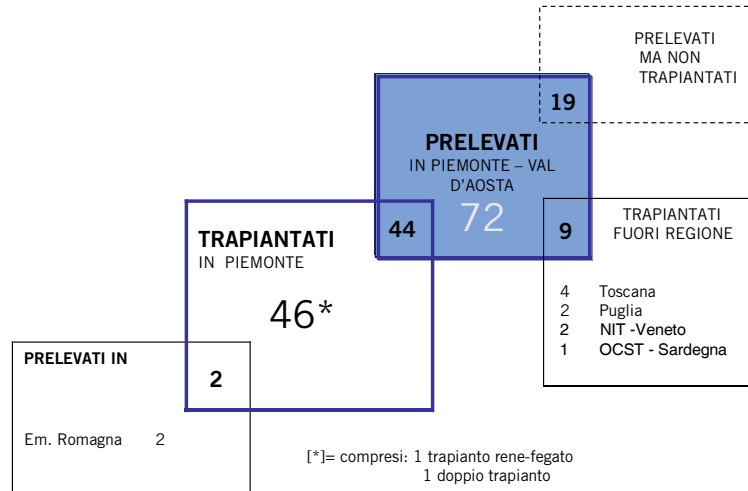 PRELEVATI
MA NON
TRAPIANTATI
19
PRELEVATI
IN PIEMONTE – VAL
D'AOSTA
72
44
9
TRAPIANTATI
FUORI REGIONE
4 Toscana
2 Puglia
2 NIT -Veneto
1 OCST - Sardegna
TRAPIANTATI
IN PIEMONTE
46*
2
PRELEVATI IN
Em. Romagna 2
[*]= compresi: 1 trapianto rene-fegato
1 doppio trapianto